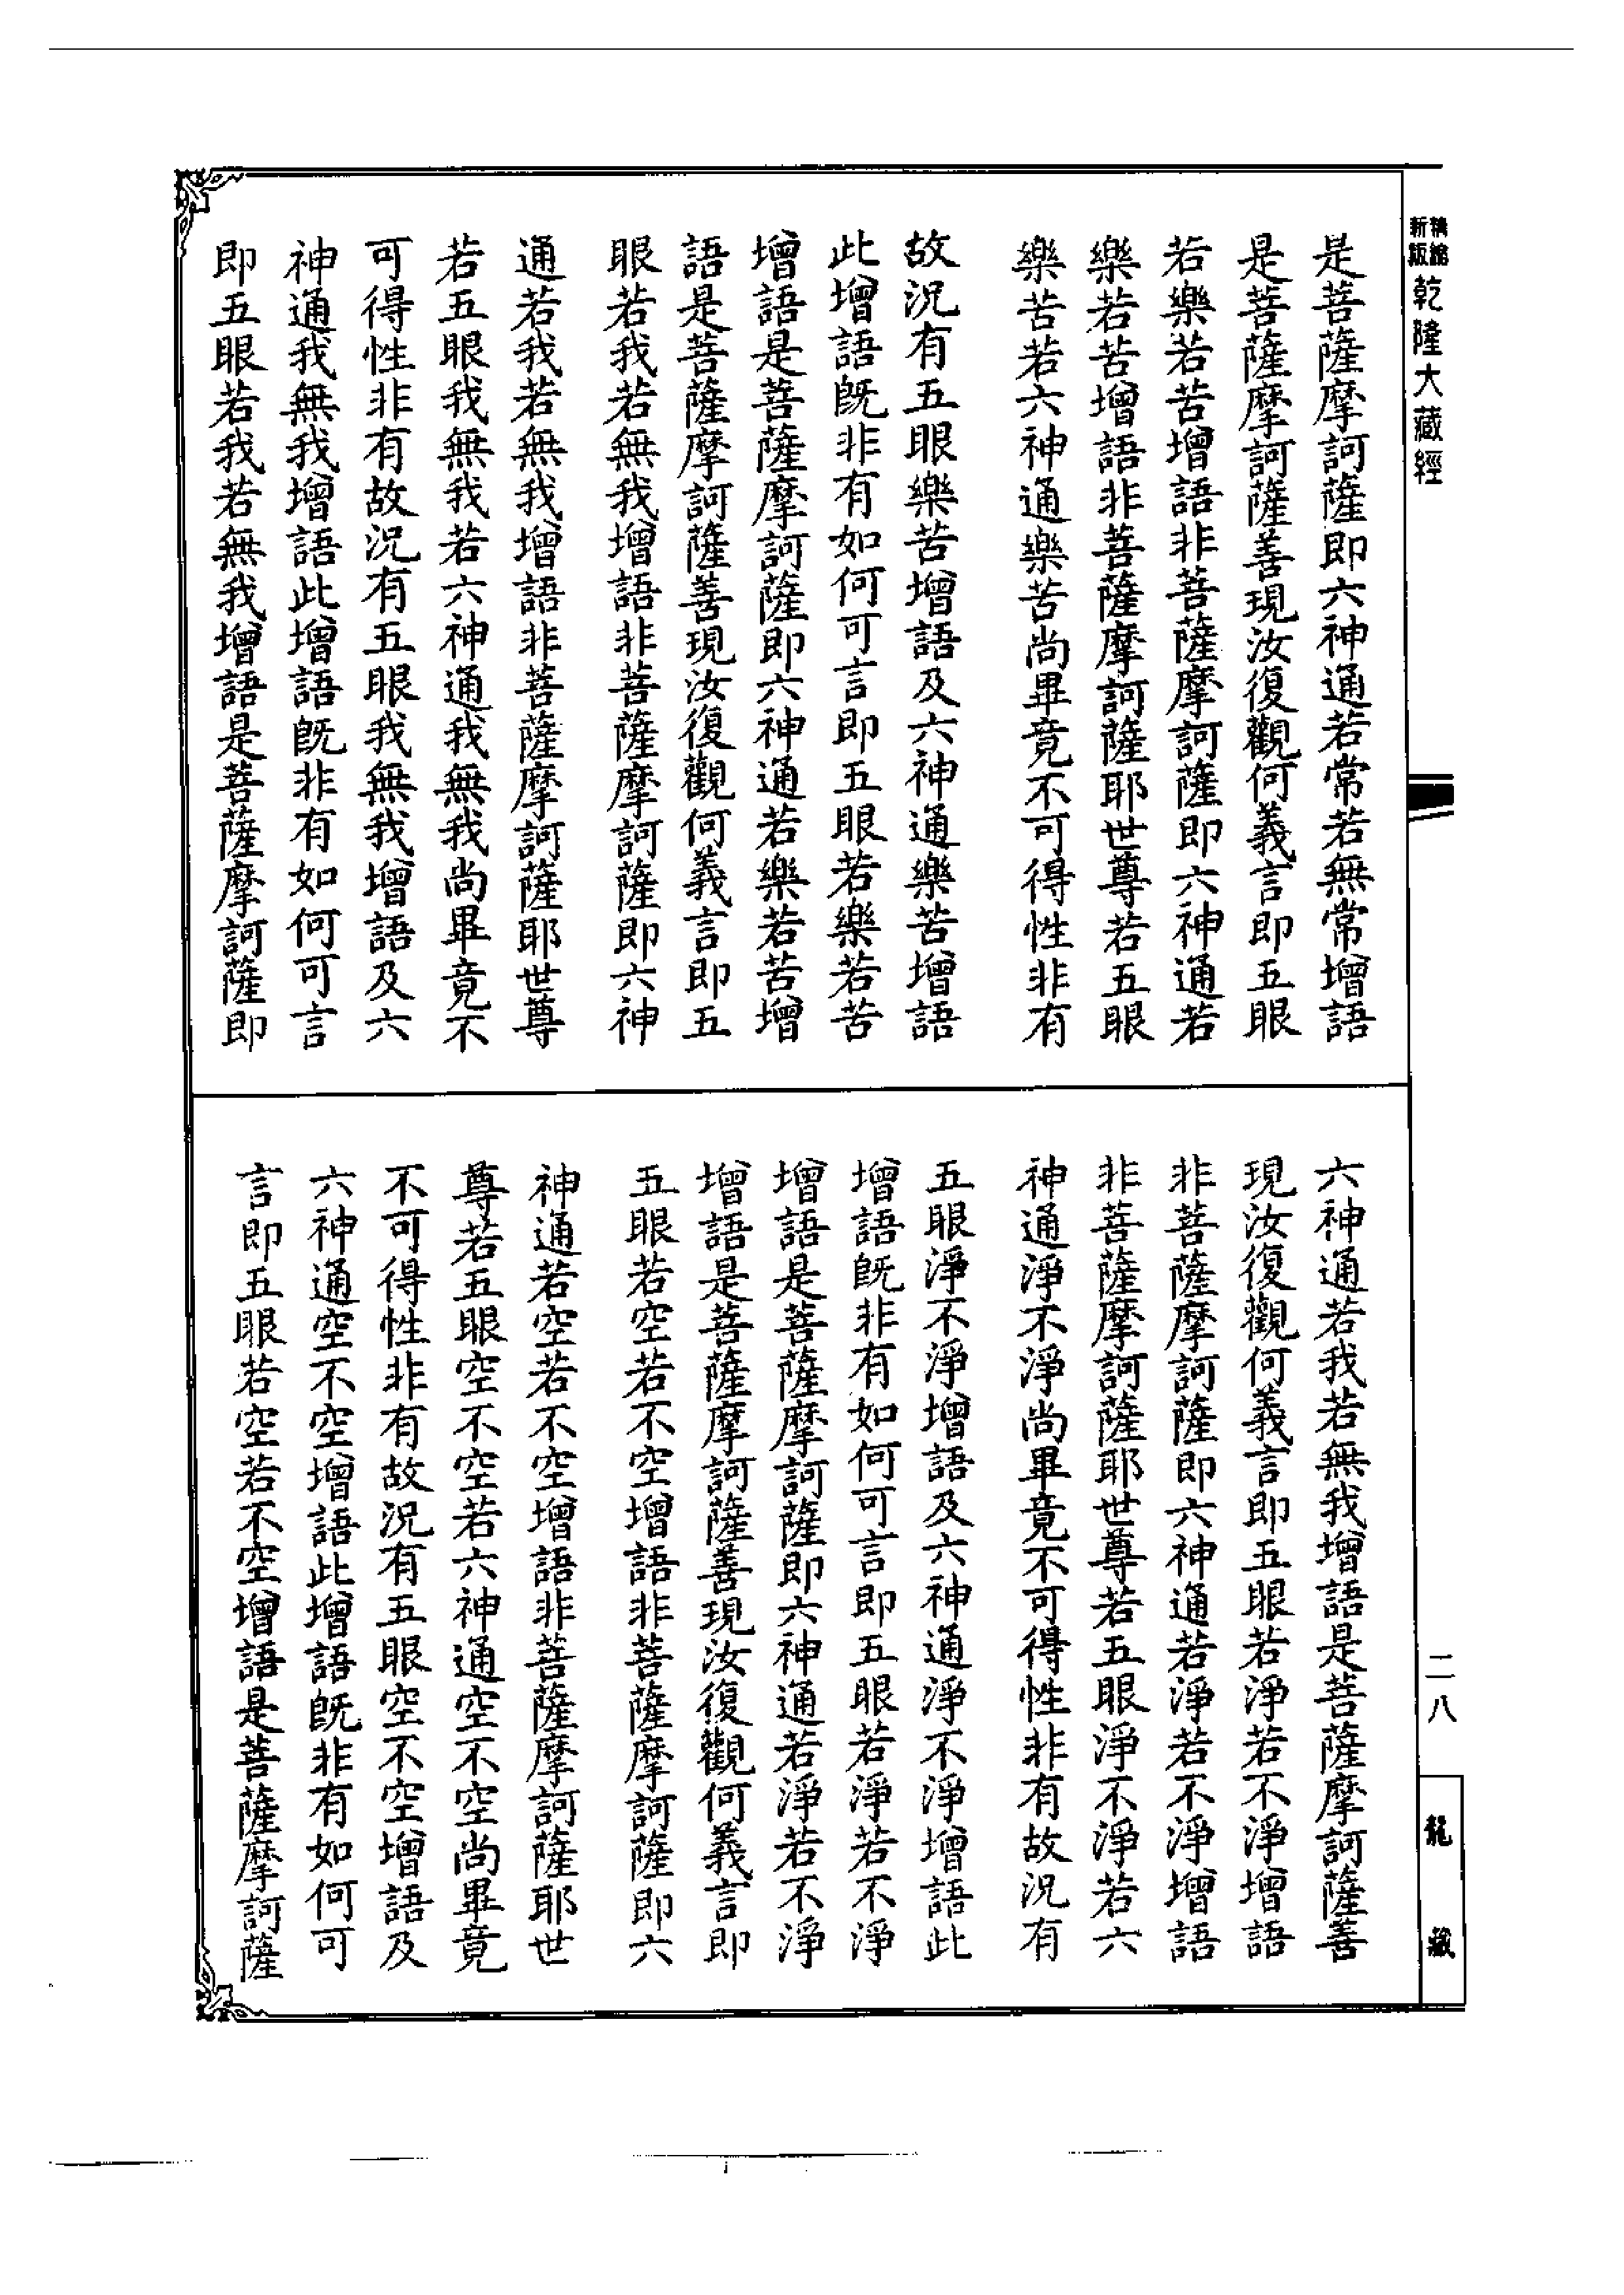 新版精縮乾隆大藏經
是菩薩摩訶薩即六神通若常若無常增語
是菩薩摩訶薩善現汝復觀何義言即五眼
若樂若苦增語非菩薩摩訶薩即六神通若
樂若苦增語非菩薩摩訶薩耶世尊若五眼
樂苦若六神通樂苦尚畢竟不可得性非有
故況有五眼樂苦增語及六神通樂苦增語
此增語既非有如何可言即五眼若樂若苦
增語是菩薩摩訶薩即六神通若樂若苦增
語是菩薩摩訶薩善現汝復觀何義言即五
眼若我若無我增語非菩薩摩訶薩即六神
通若我若無我增語非菩薩摩訶薩耶世尊
若五眼我無我若六神通我無我尚畢竟不
可得性非有故況有五眼我無我增語及六
神通我無我增語此增語既非有如何可言
即五眼若我若無我增語是菩薩摩訶薩即
六神通若我若無我增語是菩薩摩訶薩善
現汝復觀何義言即五眼若淨若不淨增語
非菩薩摩訶薩即六神通若淨若不淨增語
非菩薩摩訶薩耶世尊若五眼淨不淨若六
神通淨不淨尚畢竟不可得性非有故況有
五眼淨不淨增語及六神通淨不淨增語此
增語既非有如何可言即五眼若淨若不淨
增語是菩薩摩訶薩即六神通若淨若不淨
增語是菩薩摩訶薩善現汝復觀何義言即
五眼若空若不空增語非菩薩摩訶薩即六
神通若空若不空增語非菩薩摩訶薩耶世
尊若五眼空不空若六神通空不空尚畢竟
不可得性非有故況有五眼空不空增語及
六神通空不空增語此增語既非有如何可
言即五眼若空若不空增語是菩薩摩訶薩
二八
龍藏